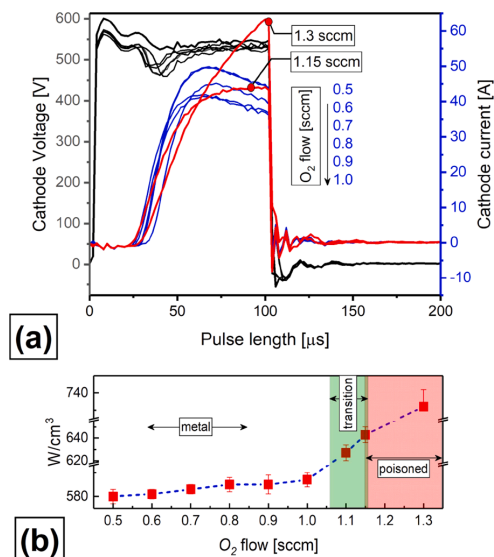 600
500
400
300
200
100
0
Cathode Voltage [V]
60
50
40
30
20
10
0
-10
Cathode current [A]
1.3 sccm
1.15 sccm
O2 flow [sccm]
0.5
0.6
0.7
0.8
0.9
1.0
0 50 100 150 200
Pulse length [µs]
(a)
740
640
620
580
W/cm³
metal
transition
poisoned
0.5 0.6 0.7 0.8 0.9 1.0 1.1 1.2 1.3
O2 flow (sccm)
(b)